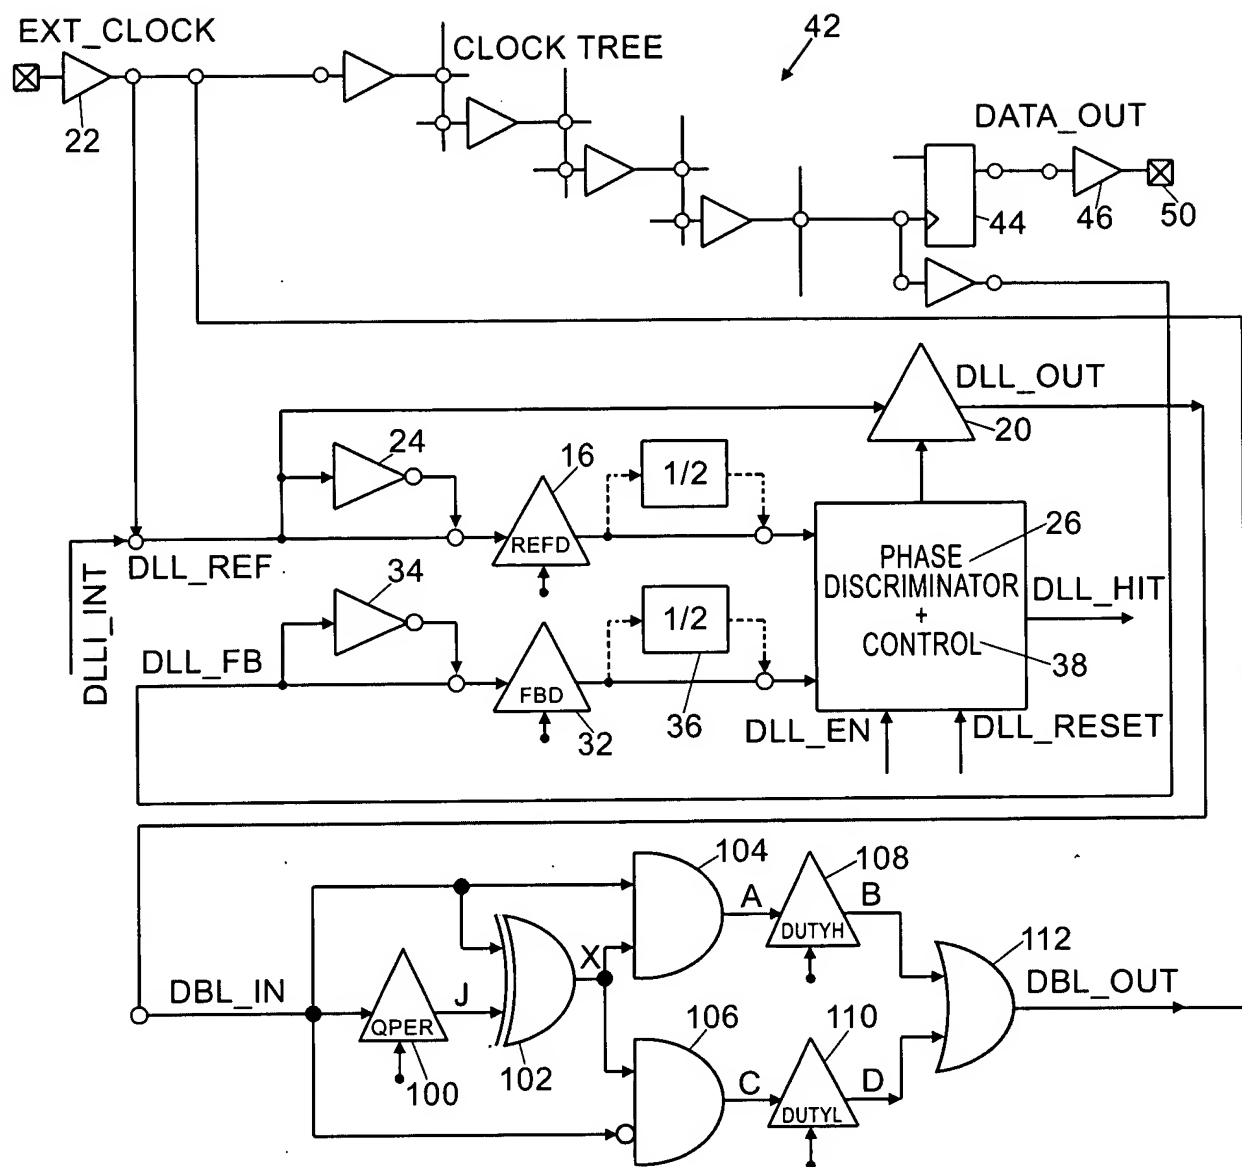 EXT_CLOCK
CLOCK TREE
42
22
DATA_OUT
44
46
50
DLL_OUT
20
24
16
1/2
REFD
DLL_REF
PHASE
DISCRIMINATOR
+
CONTROL
26
38
DLL_HIT
DLLI_INT
34
1/2
DLL_FB
FBD
32
36
DLL_EN
DLL_RESET
104
108
A
B
DUTYH
112
X
DBL_IN
J
QPER
100
102
DBL_OUT
106
110
C
D
DUTYL